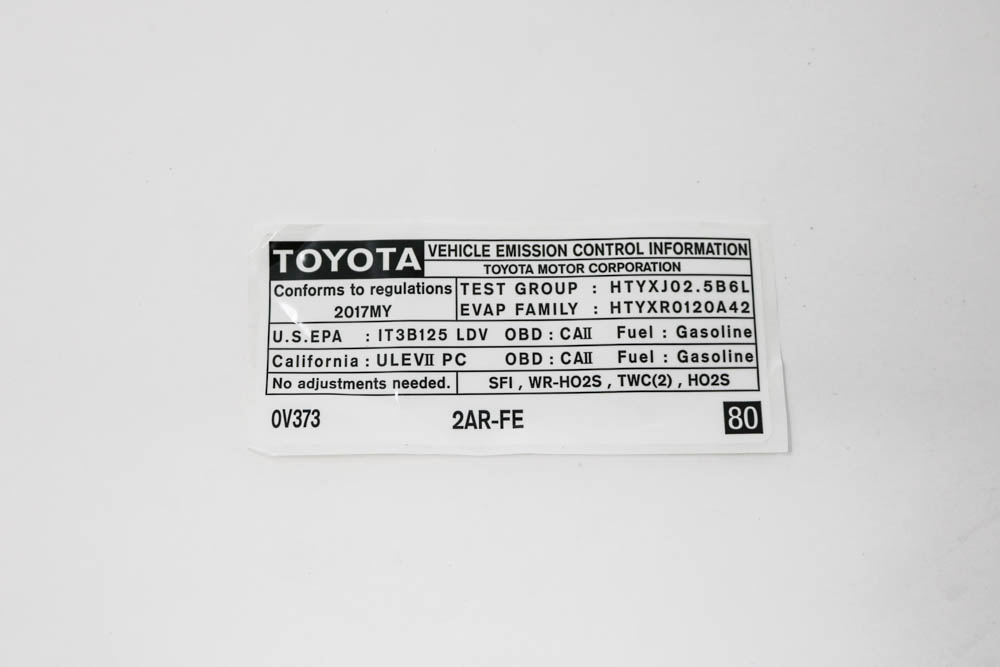 TOYOTA VEHICLE EMISSION CONTROL INFORMATION
TOYOTA MOTOR CORPORATION
Conforms to regulations TEST GROUP : HTYXJ02.5B6L
2017MY EVAP FAMILY : HTYXR0120A42
U.S.EPA : IT3B125 LDV OBD : CAII Fuel : Gasoline
California : ULEVII PC OBD : CAII Fuel : Gasoline
No adjustments needed. SFI , WR-HO2S , TWC(2) , HO2S
0V373 2AR-FE 80